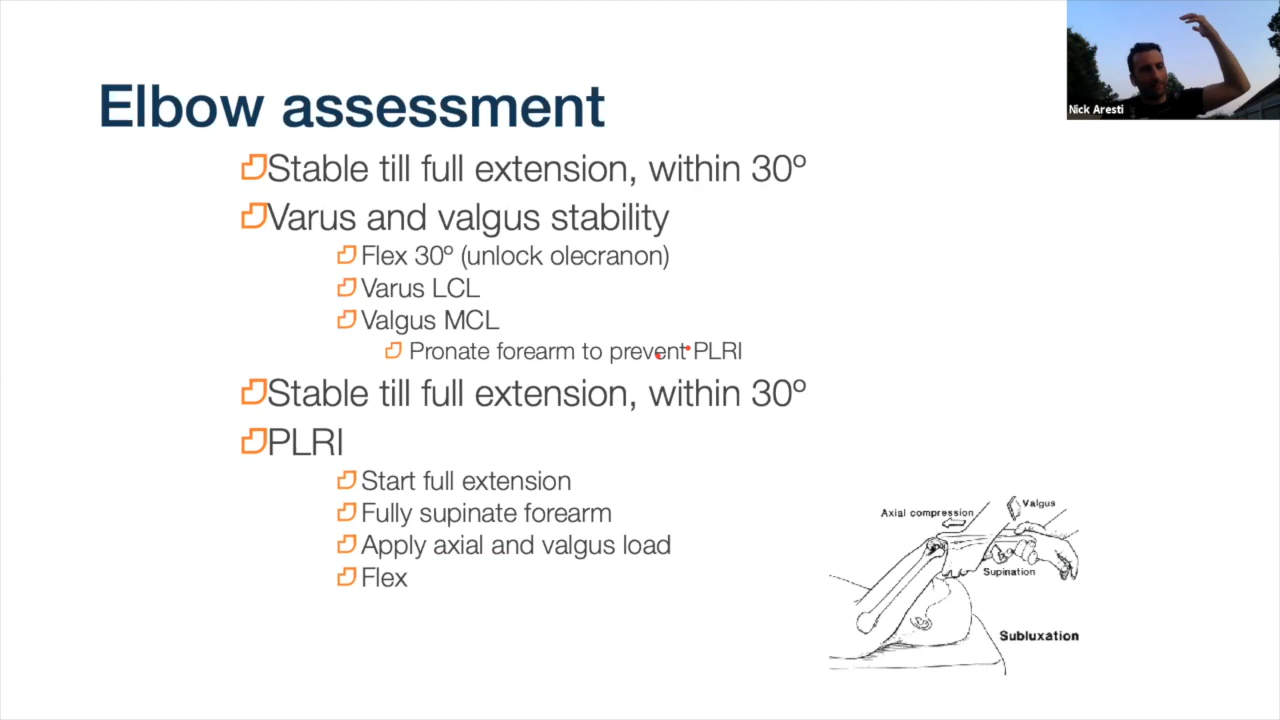 Nick Aresti
Elbow assessment
Stable till full extension, within 30º
Varus and valgus stability
Flex 30º (unlock olecranon)
Varus LCL
Valgus MCL
Pronate forearm to prevent PLRI
Stable till full extension, within 30º
PLRI
Start full extension
Fully supinate forearm
Apply axial and valgus load
Flex
Valgus
Axial compression
Supination
Subluxation